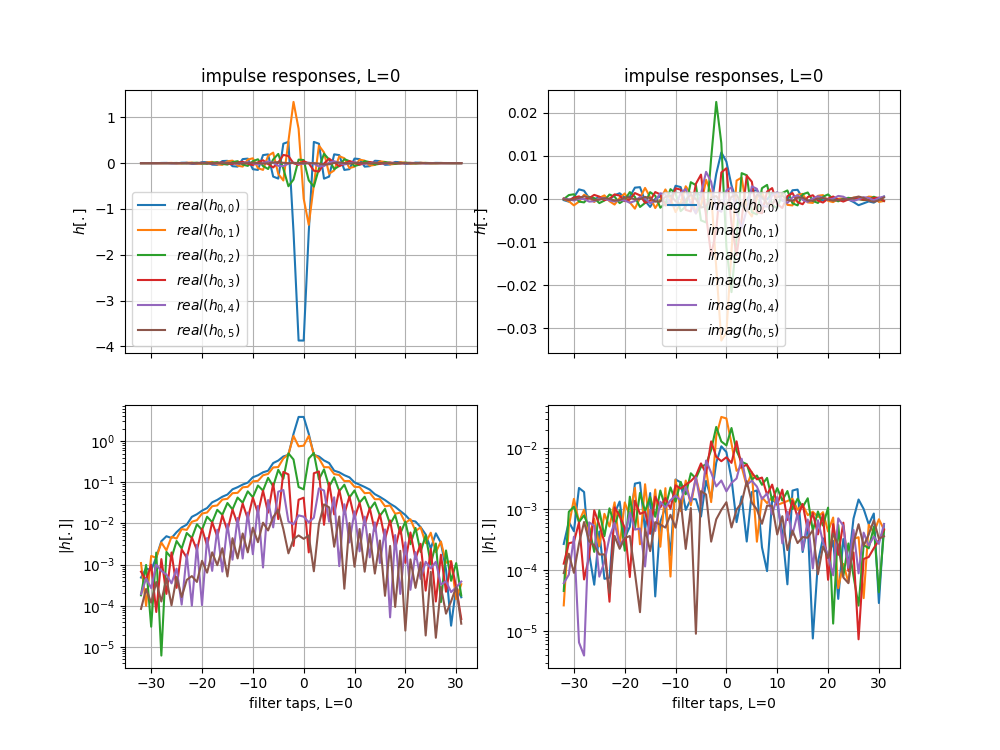 impulse responses, L=0
impulse responses, L=0
h[.]
1
0
−1
−2
−3
−4
real(h0,0)
real(h0,1)
real(h0,2)
real(h0,3)
real(h0,4)
real(h0,5)
h[.]
0.02
0.01
0.00
−0.01
−0.02
−0.03
imag(h0,0)
imag(h0,1)
imag(h0,2)
imag(h0,3)
imag(h0,4)
imag(h0,5)
|h[.]|
10^0
10^−1
10^−2
10^−3
10^−4
10^−5
−30 −20 −10 0 10 20 30
filter taps, L=0
|h[.]|
10^−2
10^−3
10^−4
10^−5
−30 −20 −10 0 10 20 30
filter taps, L=0